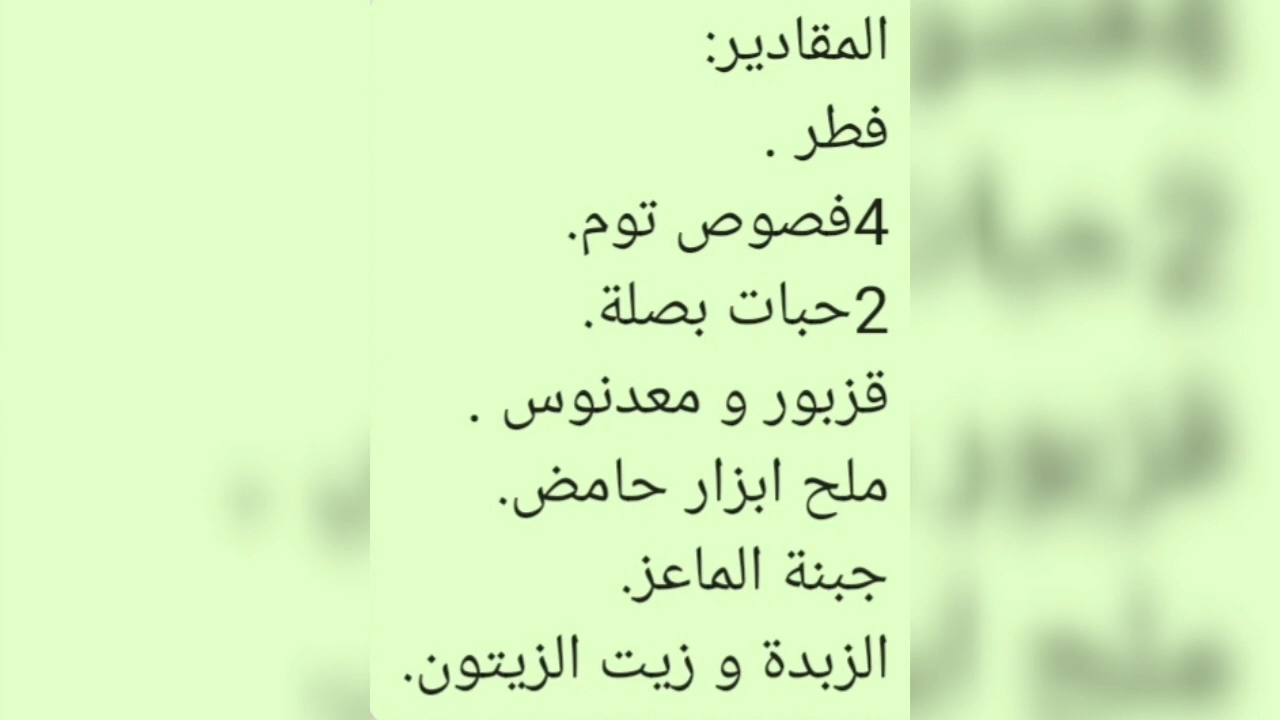 المقادير:
فطر .
4فصوص توم.
2حبات بصلة.
قزبور و معدنوس .
ملح ابزار حامض.
جبنة الماعز.
الزبدة و زيت الزيتون.